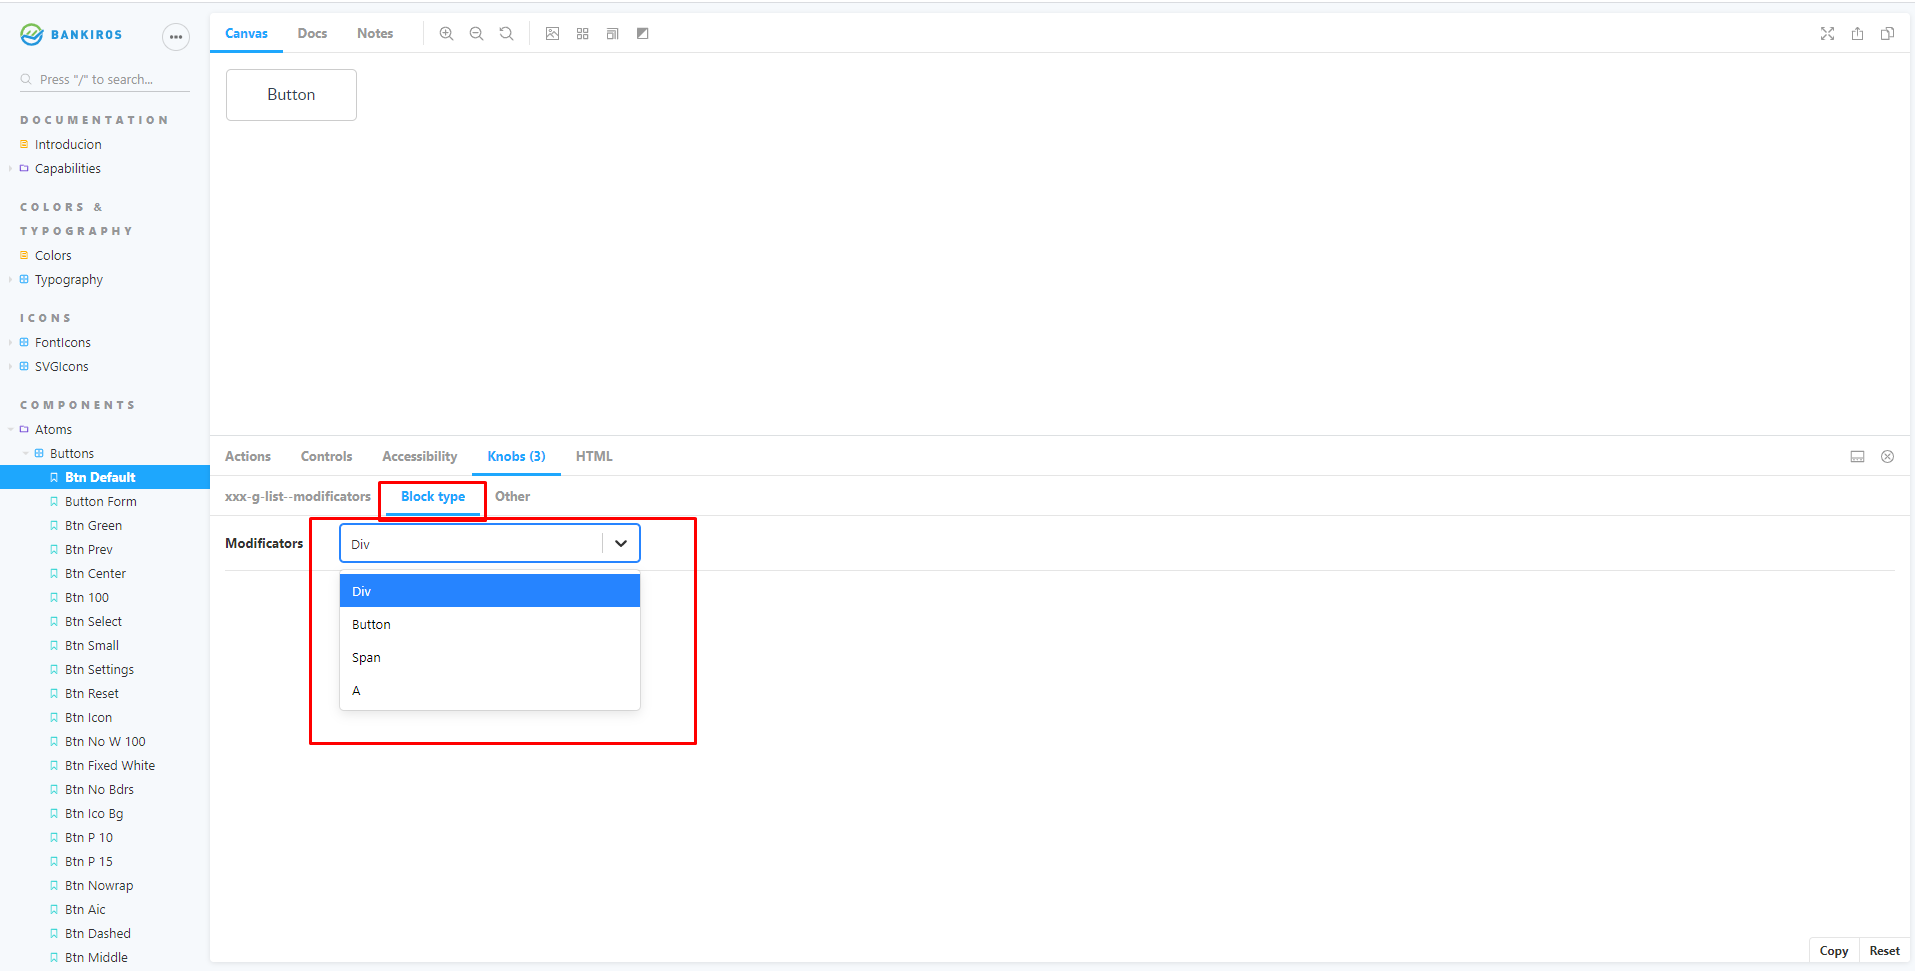 BANKIROS
Press "/" to search...
DOCUMENTATION
Introducion
Capabilities
COLORS &
TYPOGRAPHY
Colors
Typography
ICONS
FontIcons
SVGIcons
COMPONENTS
Atoms
Buttons
Btn Default
Button Form
Btn Green
Btn Prev
Btn Center
Btn 100
Btn Select
Btn Small
Btn Settings
Btn Reset
Btn Icon
Btn No W 100
Btn Fixed White
Btn No Bdrs
Btn Ico Bg
Btn P 10
Btn P 15
Btn Nowrap
Btn Aic
Btn Dashed
Btn Middle
Canvas Docs Notes
Button
Actions Controls Accessibility Knobs (3) HTML
xxx-g-list--modificators Block type Other
Modificators Div
Div
Button
Span
A
Copy Reset